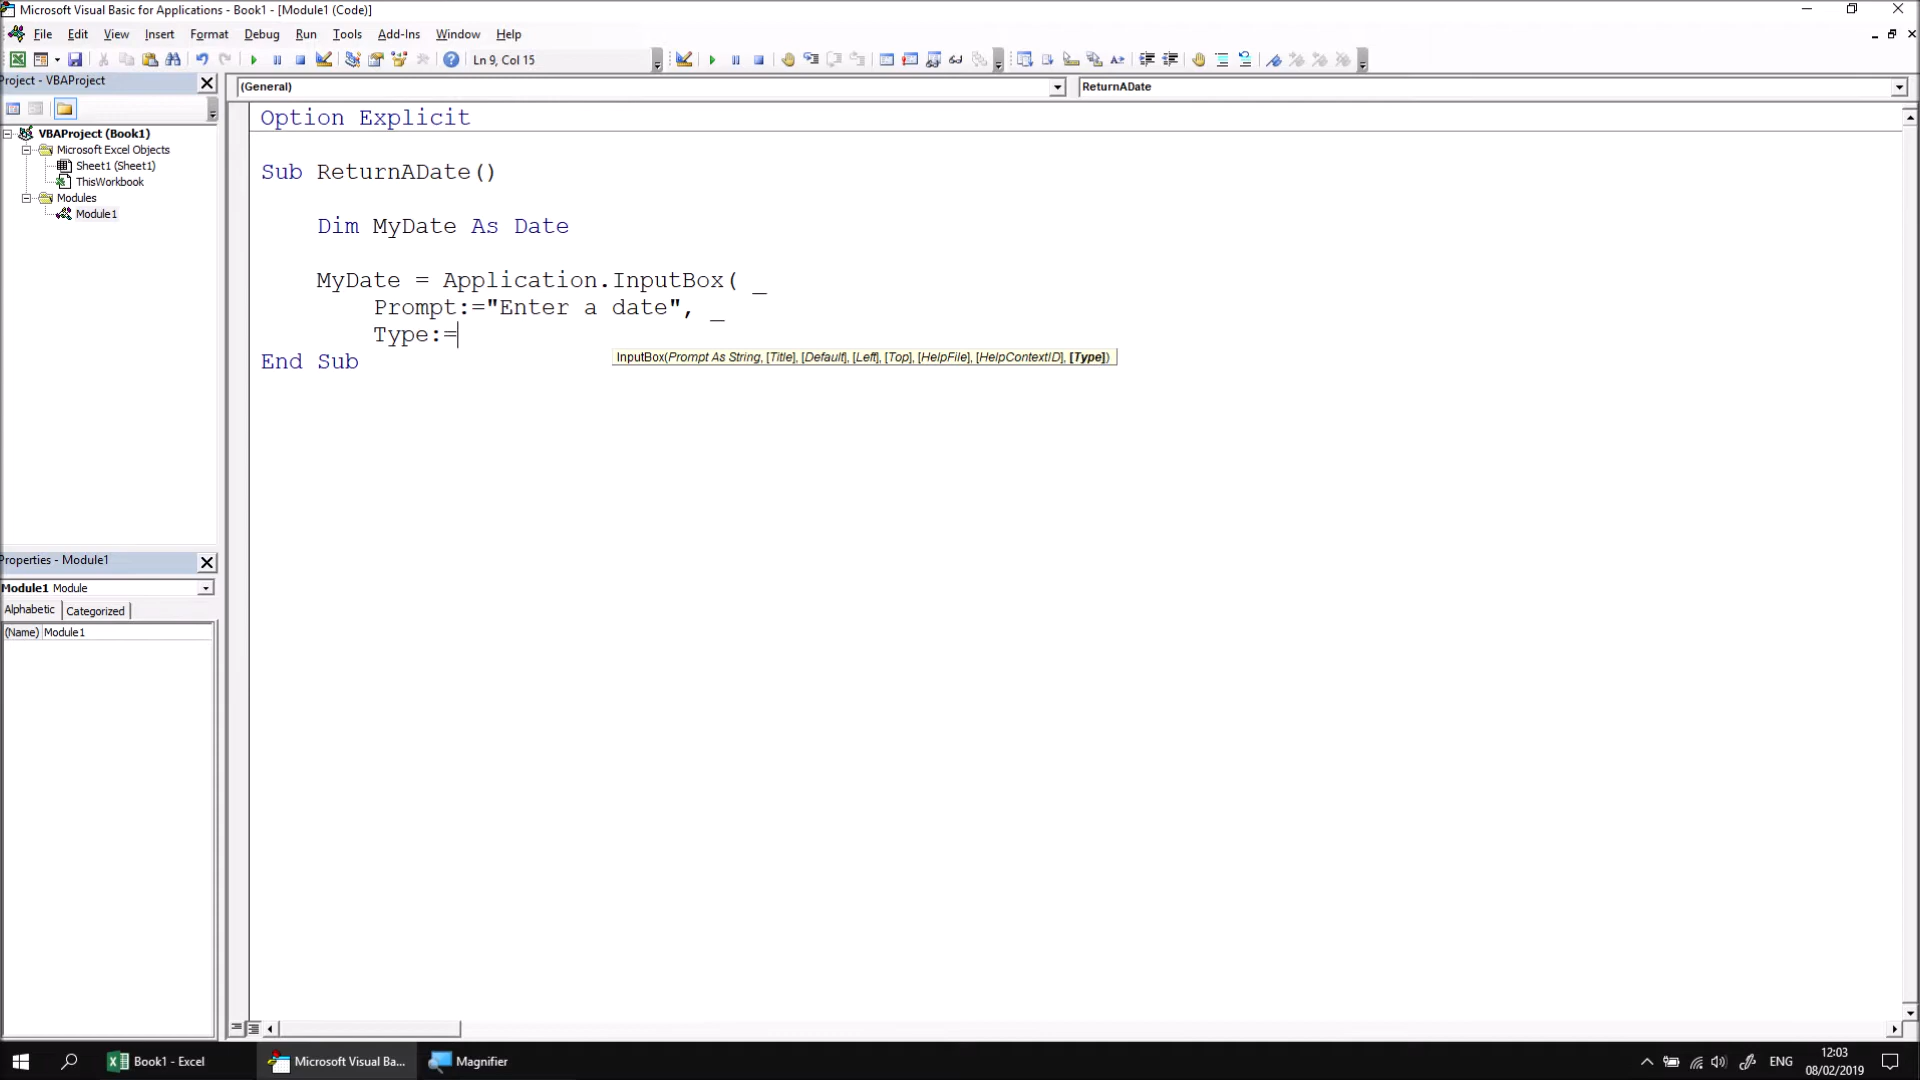 Microsoft Visual Basic for Applications - Book1 - [Module1 (Code)]
File Edit View Insert Format Debug Run Tools Add-Ins Window Help
Ln 9, Col 15
Project - VBAProject
(General)
ReturnADate
VBAProject (Book1)
Microsoft Excel Objects
Sheet1 (Sheet1)
ThisWorkbook
Modules
Module1
Option Explicit
Sub ReturnADate()
Dim MyDate As Date
MyDate = Application.InputBox( _
Prompt:="Enter a date", _
Type:=
InputBox(Prompt As String, [Title], [Default], [Left], [Top], [HelpFile], [HelpContextID], [Type])
End Sub
Properties - Module1
Module1 Module
Alphabetic Categorized
(Name) Module1
Book1 - Excel
Microsoft Visual Ba...
Magnifier
ENG
12:03
08/02/2019